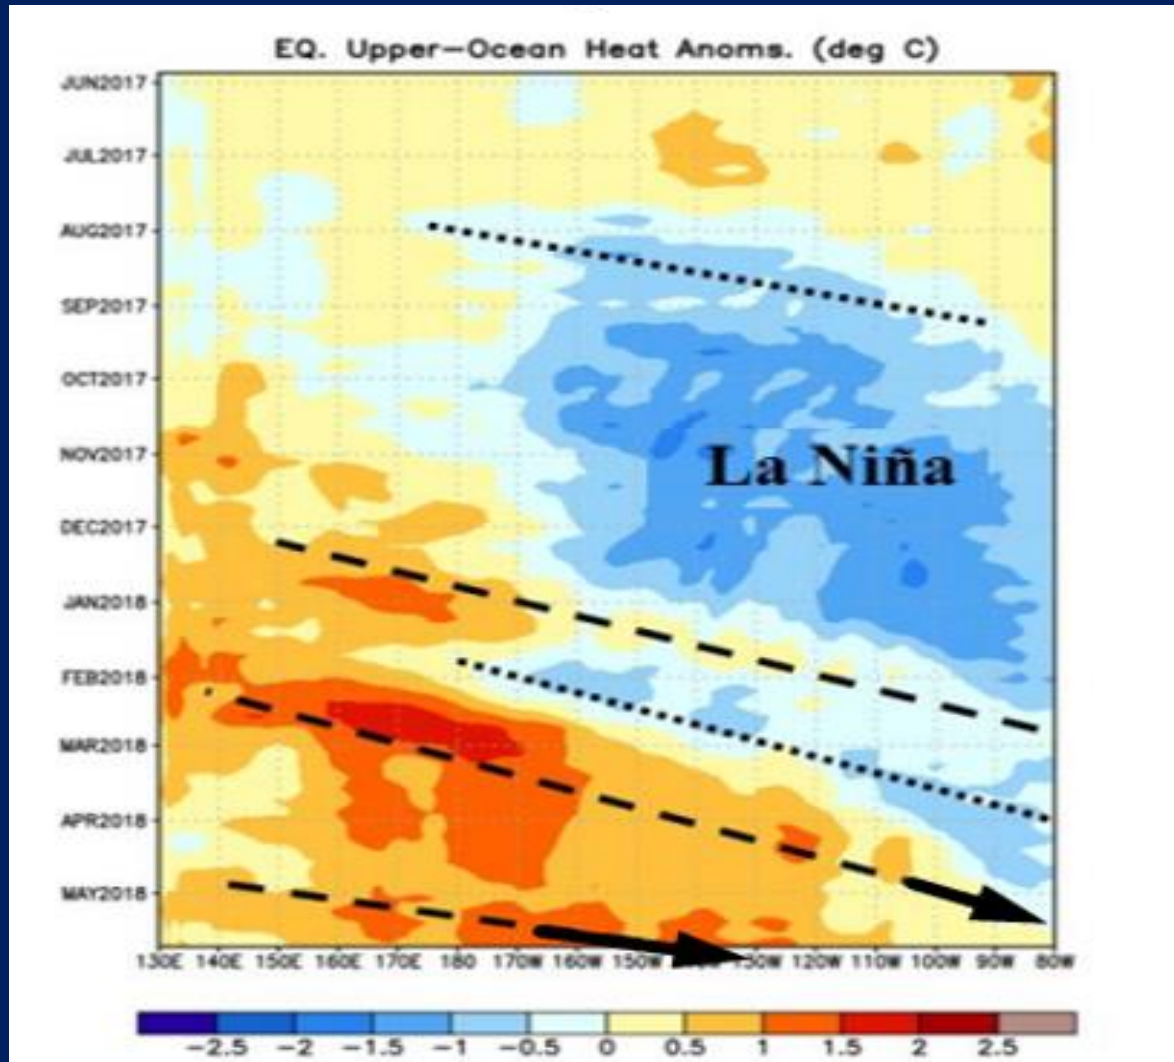 EQ. Upper-Ocean Heat Anoms. (deg C)
JUN2017
JUL2017
AUG2017
SEP2017
OCT2017
NOV2017
La Niña
DEC2017
JAN2018
FEB2018
MAR2018
APR2018
MAY2018
130E 140E 150E 160E 170E 180 170W 160W 150W 130W 120W 110W 100W 90W 80W
-2.5 -2 -1.5 -1 -0.5 0 0.5 1 1.5 2 2.5